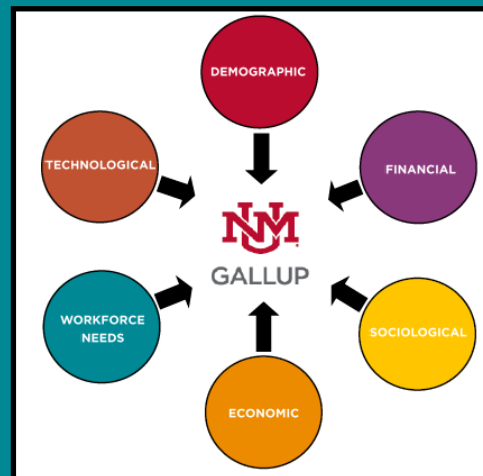 DEMOGRAPHIC
TECHNOLOGICAL
FINANCIAL
UNM
GALLUP
WORKFORCE
NEEDS
SOCIOLOGICAL
ECONOMIC